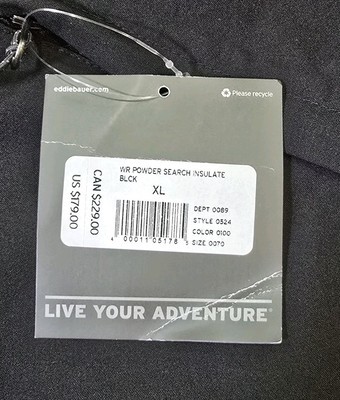 eddiebauer.com
Please recycle
WR POWDER SEARCH INSULATE
BLCK
XL
CAN $229.00
US $179.00
DEPT 0089
STYLE 0324
COLOR 0100
SIZE 0070
4 00011 05178 5
LIVE YOUR ADVENTURE®